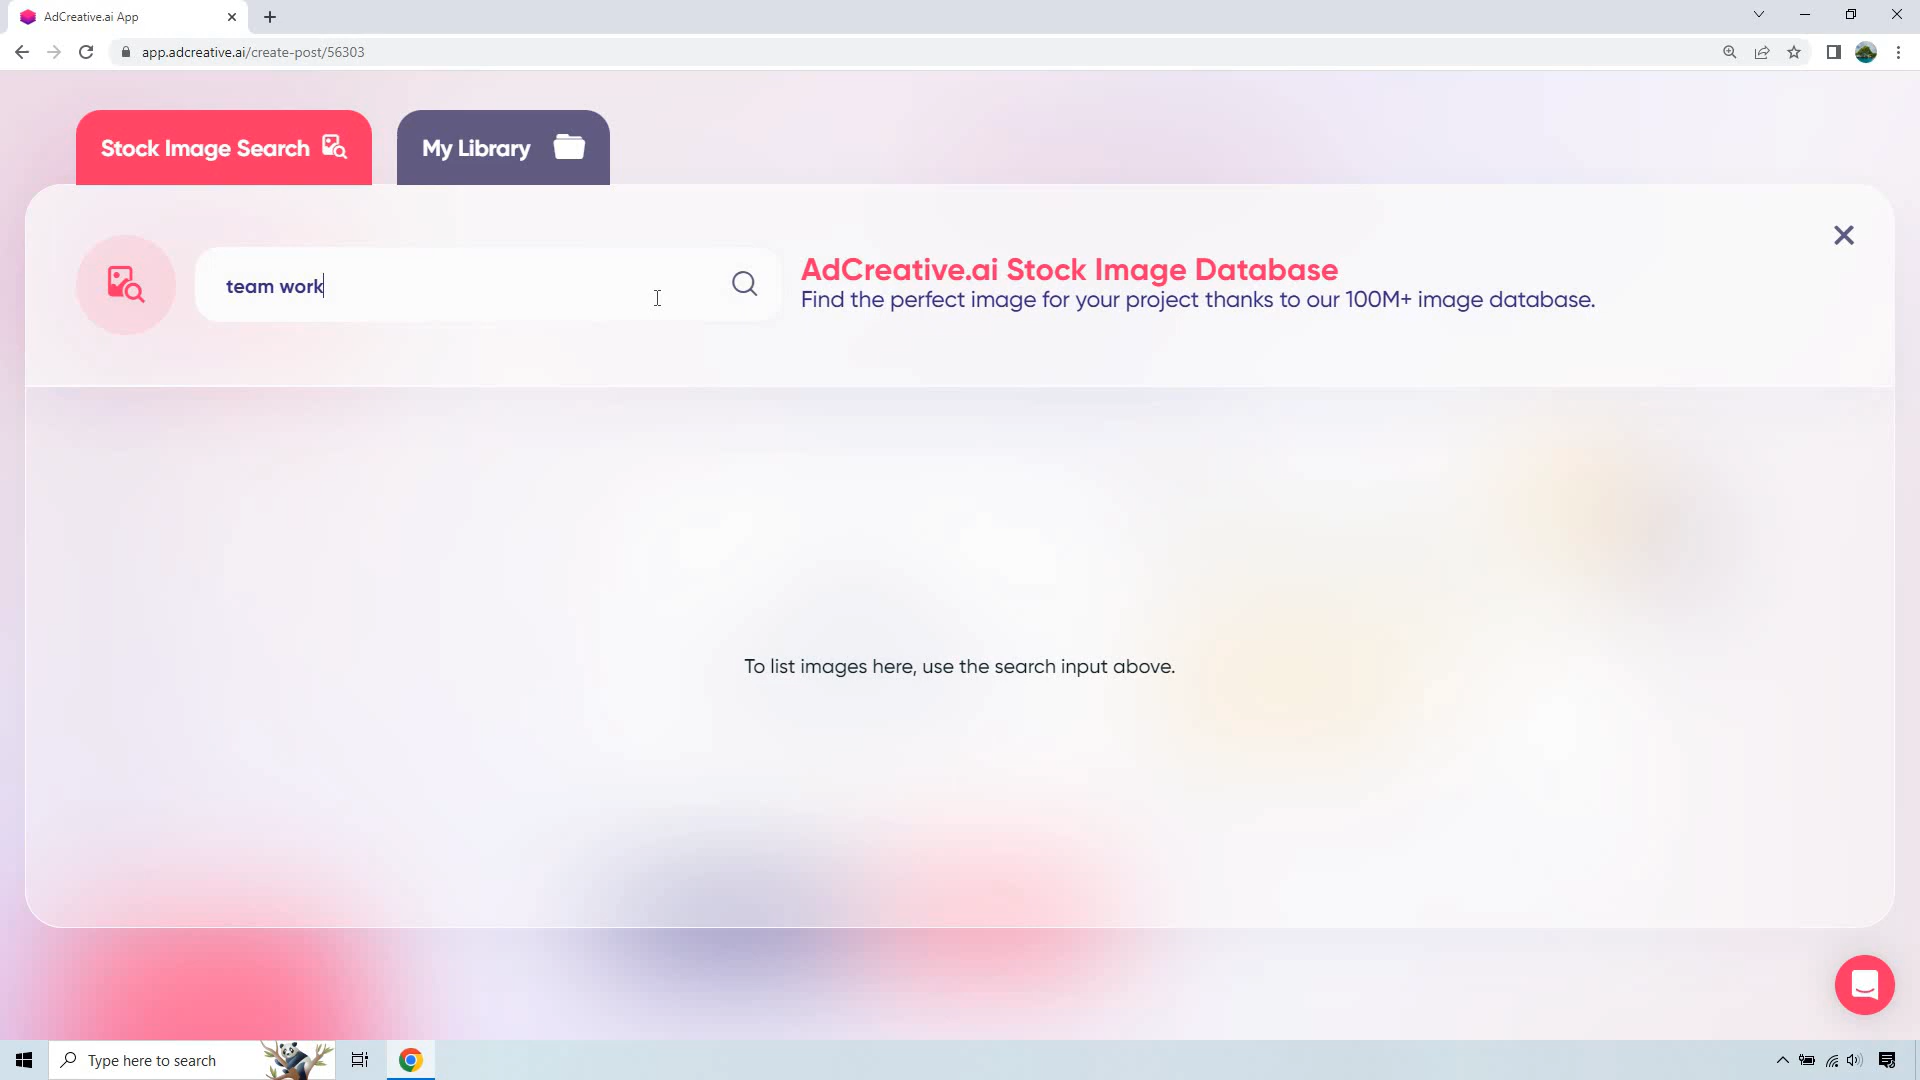 AdCreative.ai App
app.adcreative.ai/create-post/56303
Stock Image Search
My Library
team work
AdCreative.ai Stock Image Database
Find the perfect image for your project thanks to our 100M+ image database.
To list images here, use the search input above.
Type here to search